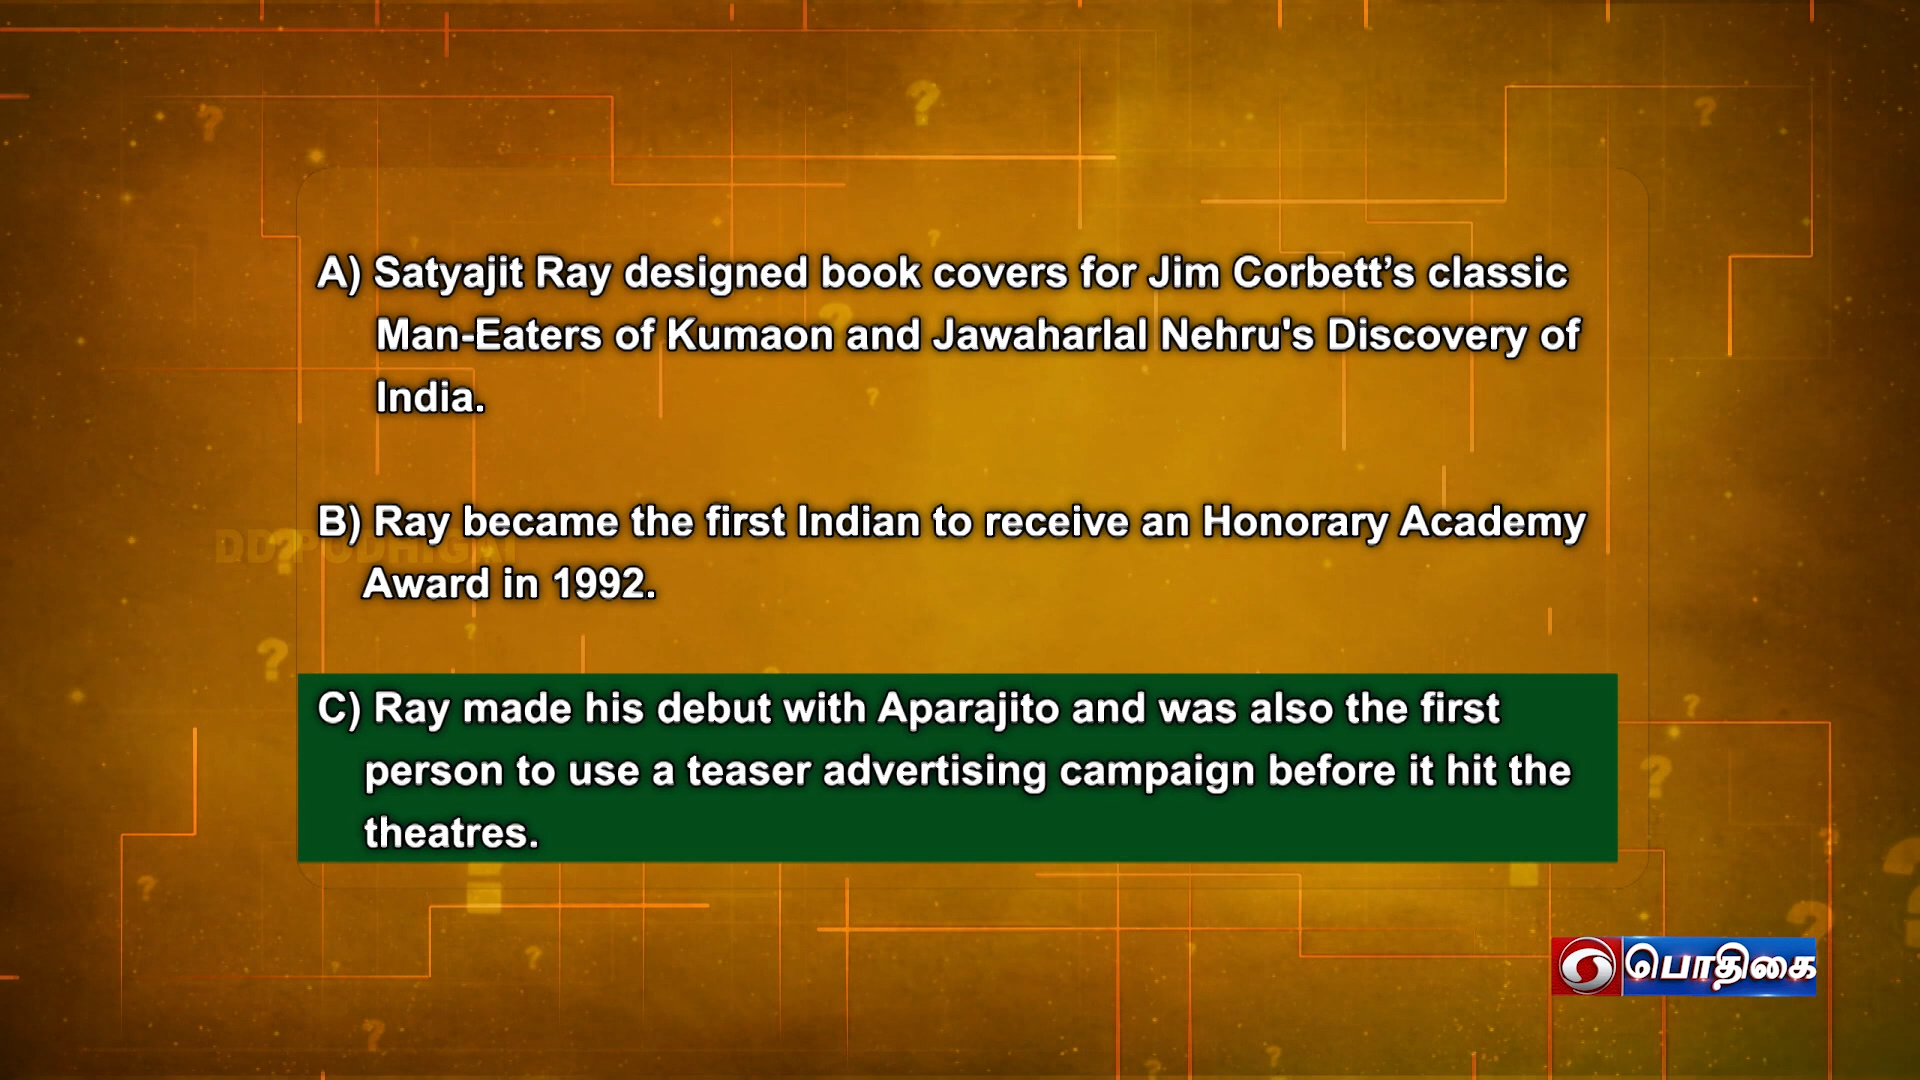 A) Satyajit Ray designed book covers for Jim Corbett’s classic
Man-Eaters of Kumaon and Jawaharlal Nehru's Discovery of
India.
B) Ray became the first Indian to receive an Honorary Academy
Award in 1992.
DD PODHIGAI
C) Ray made his debut with Aparajito and was also the first
person to use a teaser advertising campaign before it hit the
theatres.
பொதிகை